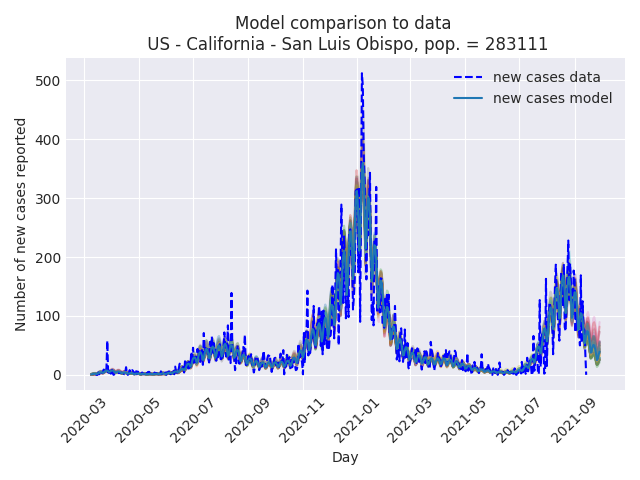 Model comparison to data
US - California - San Luis Obispo, pop. = 283111
new cases data
new cases model
Number of new cases reported
500
400
300
200
100
0
2020-03
2020-05
2020-07
2020-09
2020-11
2021-01
2021-03
2021-05
2021-07
2021-09
Day